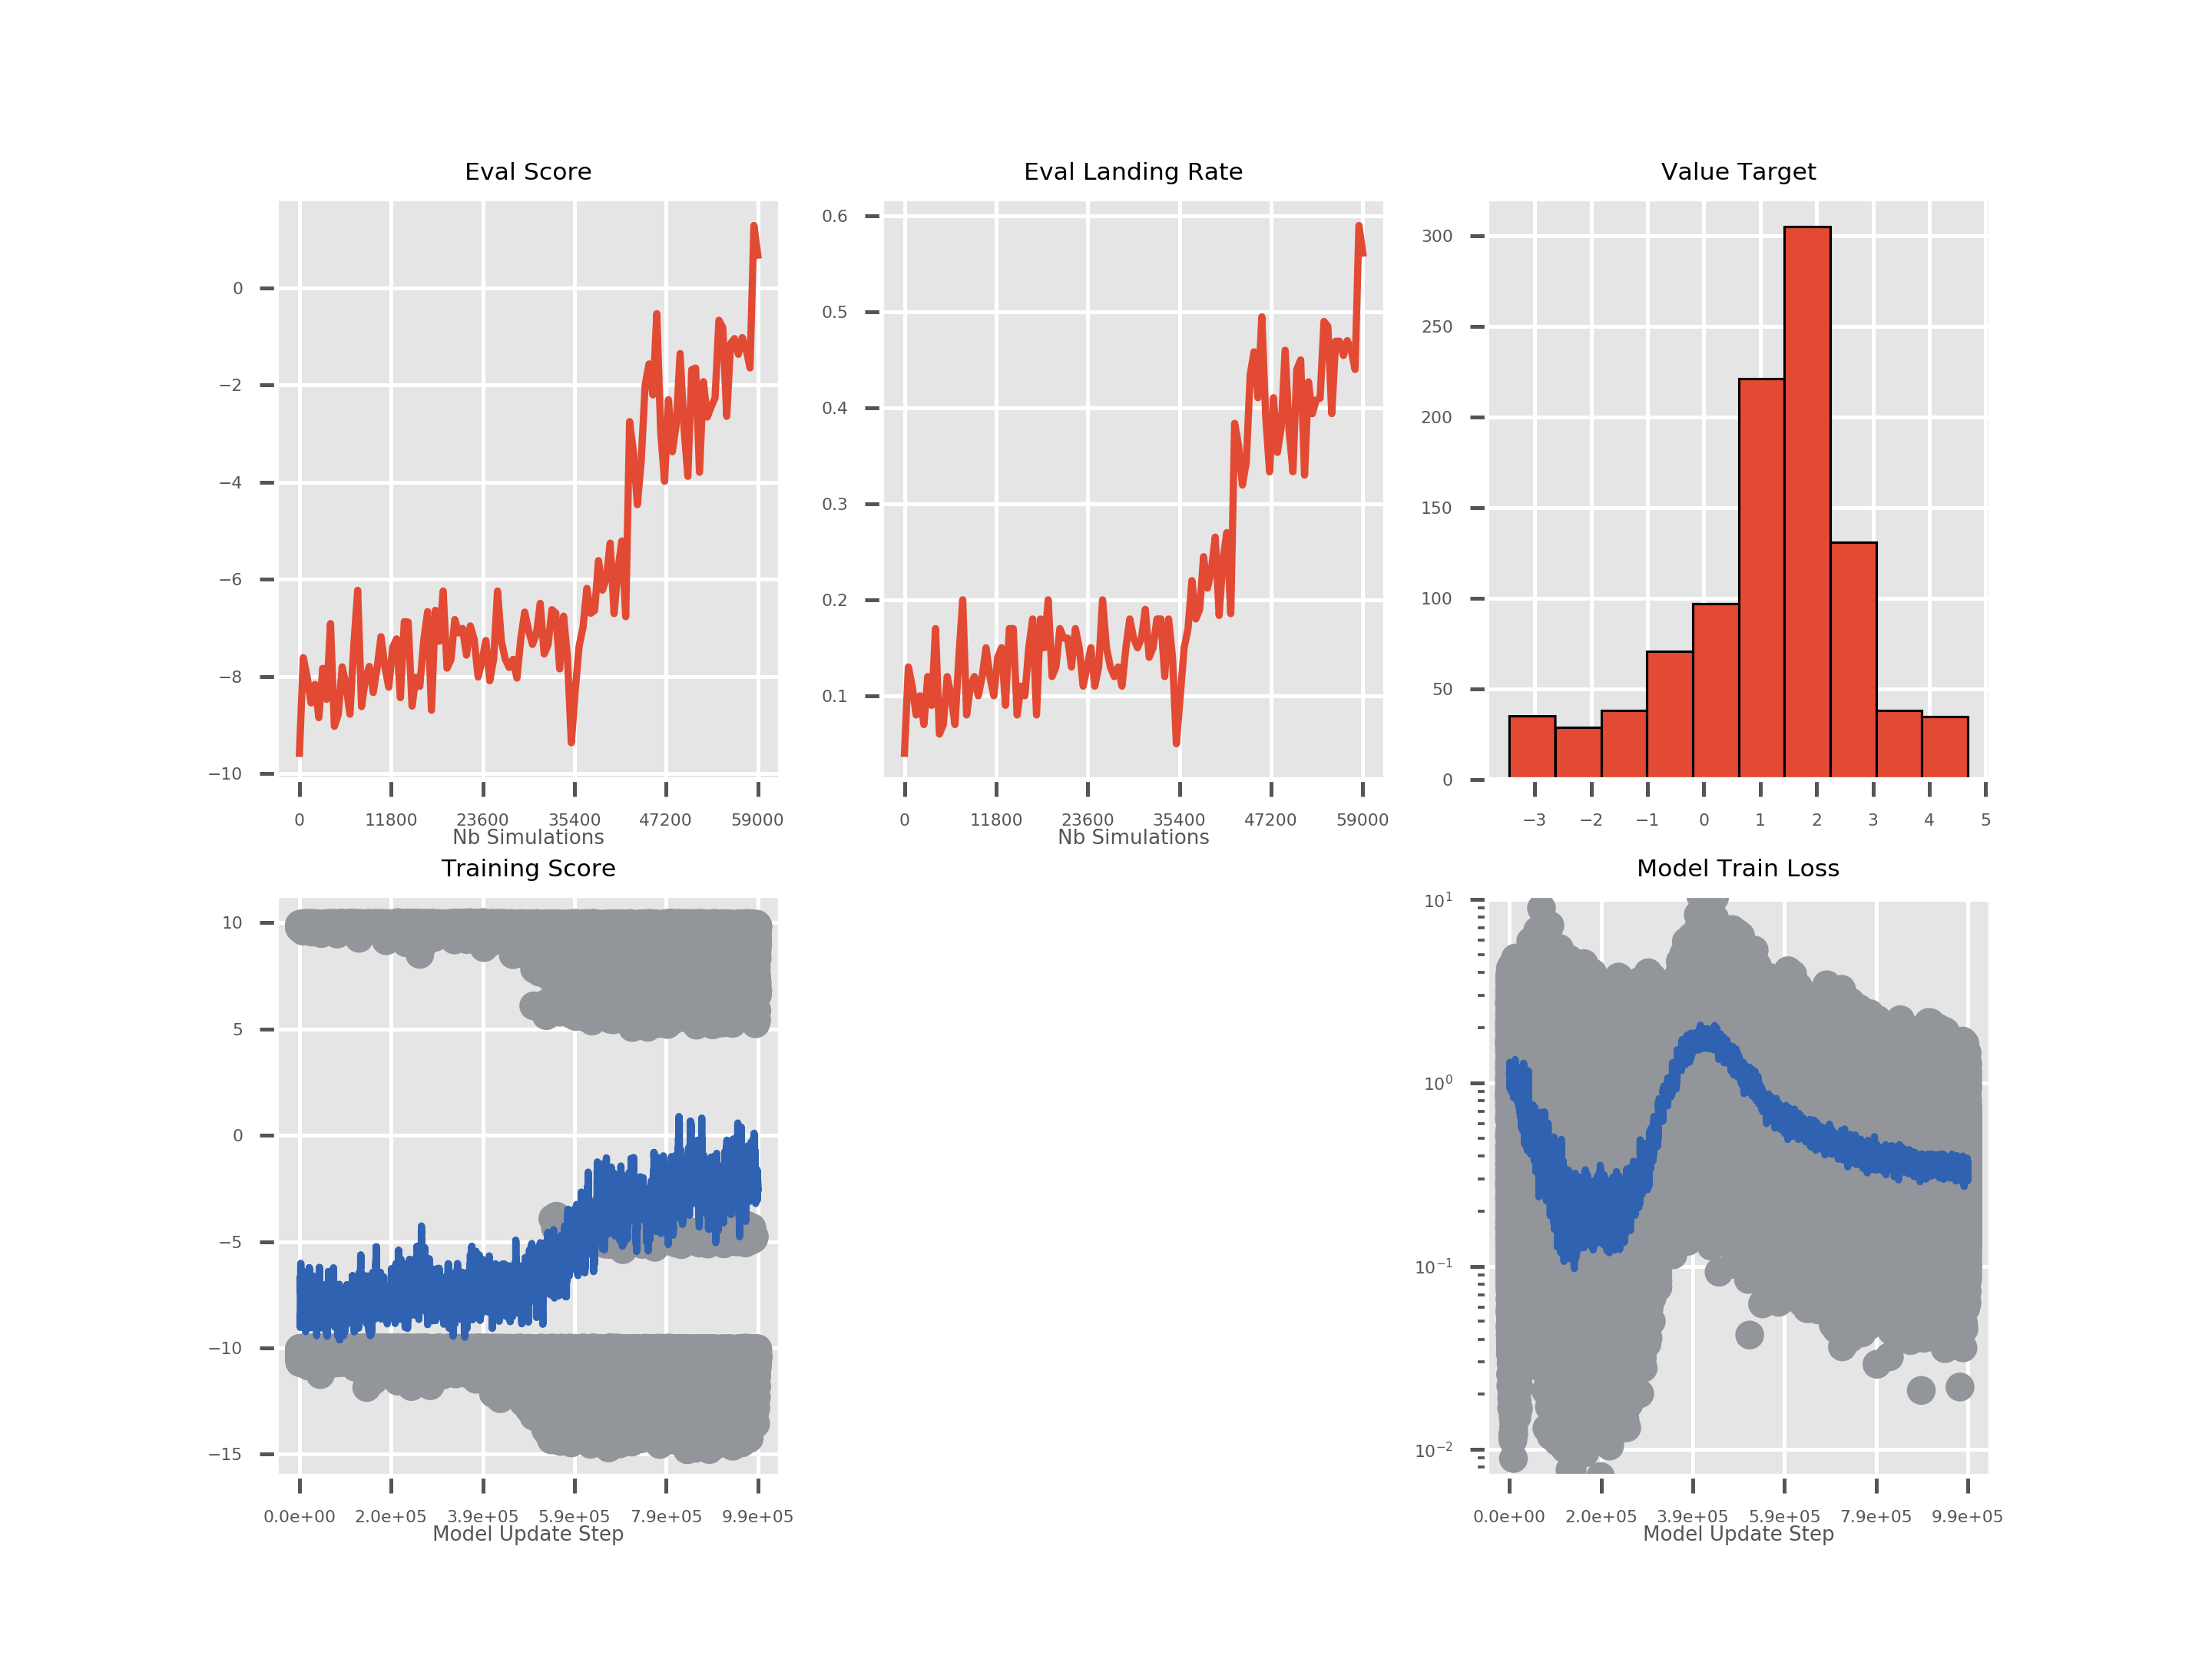 Eval Score
0
−2
−4
−6
−8
−10
0 11800 23600 35400 47200 59000
Nb Simulations
Eval Landing Rate
0.6
0.5
0.4
0.3
0.2
0.1
0 11800 23600 35400 47200 59000
Nb Simulations
Value Target
300
250
200
150
100
50
0
−3 −2 −1 0 1 2 3 4 5
Training Score
10
5
0
−5
−10
−15
0.0e+00 2.0e+05 3.9e+05 5.9e+05 7.9e+05 9.9e+05
Model Update Step
Model Train Loss
10¹
10⁰
10⁻¹
10⁻²
0.0e+00 2.0e+05 3.9e+05 5.9e+05 7.9e+05 9.9e+05
Model Update Step